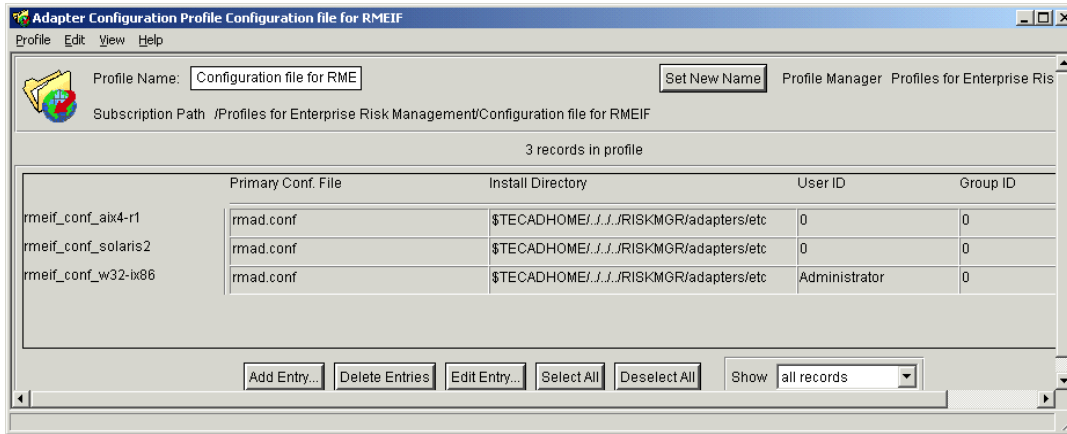 Adapter Configuration Profile Configuration file for RMEIF
Profile Edit View Help
Profile Name: Configuration file for RME Set New Name Profile Manager Profiles for Enterprise Ris
Subscription Path /Profiles for Enterprise Risk Management/Configuration file for RMEIF
3 records in profile
Primary Conf. File Install Directory User ID Group ID
rmeif_conf_aix4-r1 rmad.conf $TECADHOME/../../../RISKMGR/adapters/etc 0 0
rmeif_conf_solaris2 rmad.conf $TECADHOME/../../../RISKMGR/adapters/etc 0 0
rmeif_conf_w32-ix86 rmad.conf $TECADHOME/../../../RISKMGR/adapters/etc Administrator 0
Add Entry... Delete Entries Edit Entry... Select All Deselect All Show all records